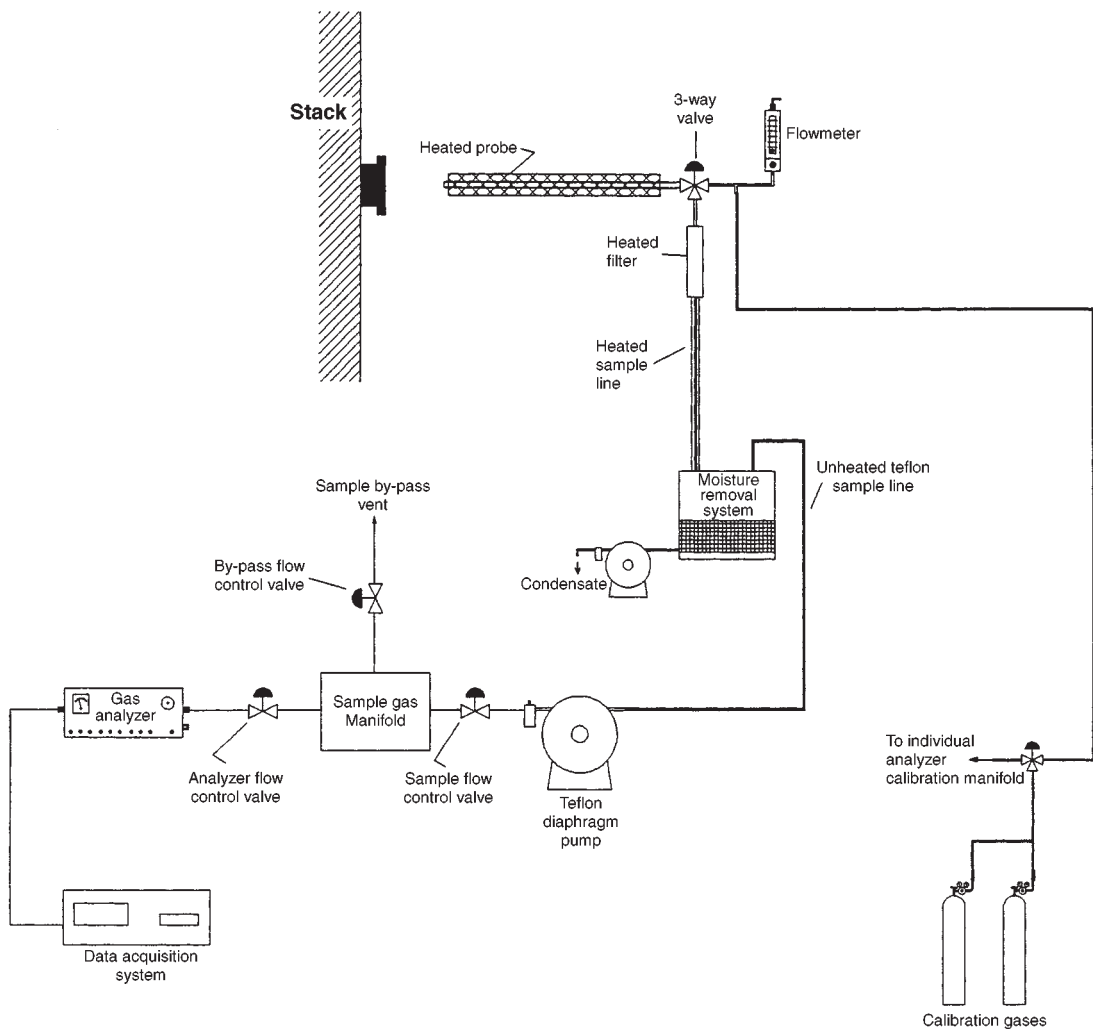 Stack
Heated probe
3-way
valve
Flowmeter
Heated
filter
Heated
sample
line
Moisture
removal
system
Unheated teflon
sample line
Condensate
Sample by-pass
vent
By-pass flow
control valve
Gas
analyzer
Sample gas
Manifold
Analyzer flow
control valve
Sample flow
control valve
Teflon
diaphragm
pump
To individual
analyzer
calibration manifold
Data acquisition
system
Calibration gases